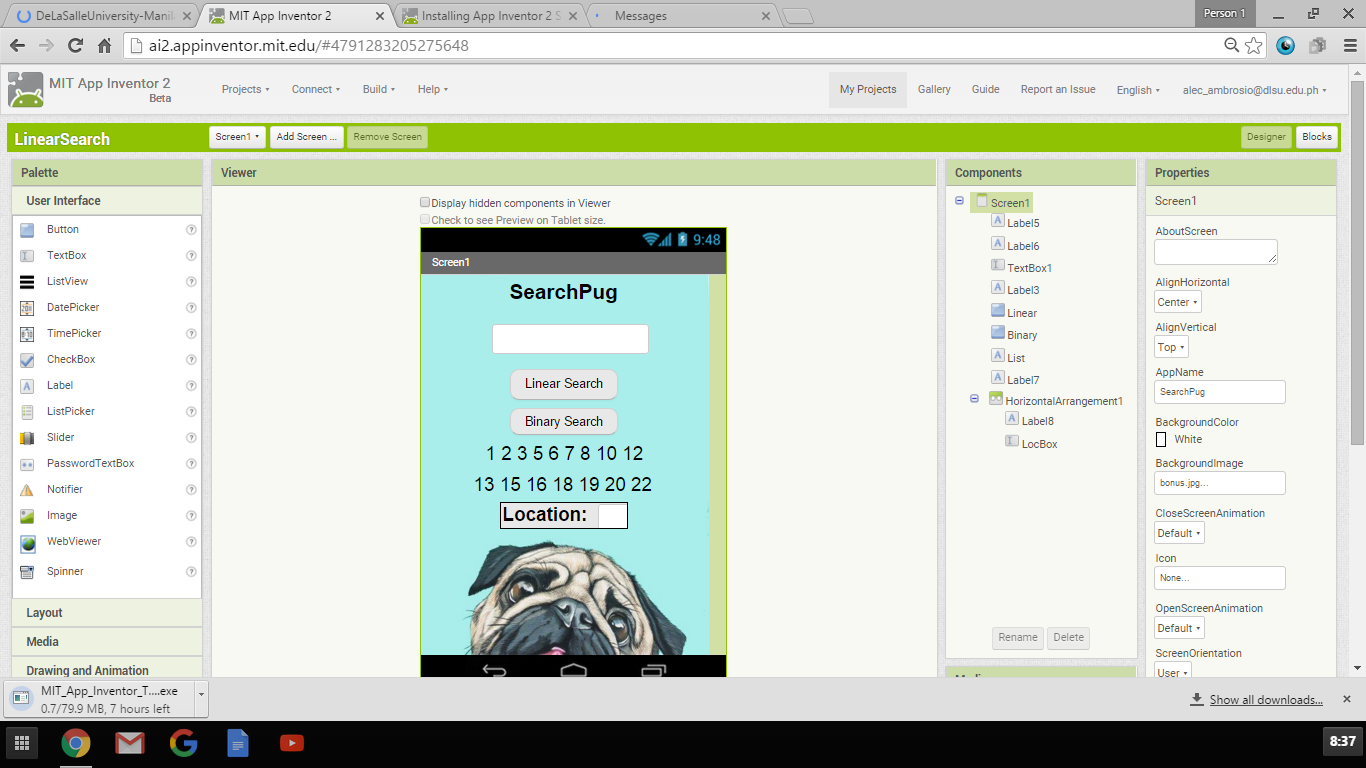 DeLaSalleUniversity-Manil
MIT App Inventor 2
Installing App Inventor 2 S
Messages
Person 1
ai2.appinventor.mit.edu/#4791283205275648
MIT App Inventor 2
Beta
Projects
Connect
Build
Help
My Projects
Gallery
Guide
Report an Issue
English
alec_ambrosio@dlsu.edu.ph
LinearSearch
Screen1
Add Screen ...
Remove Screen
Designer
Blocks
Palette
User Interface
Button
TextBox
ListView
DatePicker
TimePicker
CheckBox
Label
ListPicker
Slider
PasswordTextBox
Notifier
Image
WebViewer
Spinner
Layout
Media
Drawing and Animation
Viewer
Display hidden components in Viewer
Check to see Preview on Tablet size.
9:48
Screen1
SearchPug
Linear Search
Binary Search
1 2 3 5 6 7 8 10 12
13 15 16 18 19 20 22
Location:
Components
Screen1
Label5
Label6
TextBox1
Label3
Linear
Binary
List
Label7
HorizontalArrangement1
Label8
LocBox
Rename
Delete
Properties
Screen1
AboutScreen
AlignHorizontal
Center
AlignVertical
Top
AppName
SearchPug
BackgroundColor
White
BackgroundImage
bonus.jpg...
CloseScreenAnimation
Default
Icon
None...
OpenScreenAnimation
Default
ScreenOrientation
User
MIT_App_Inventor_T....exe
0.7/79.9 MB, 7 hours left
Show all downloads...
8:37